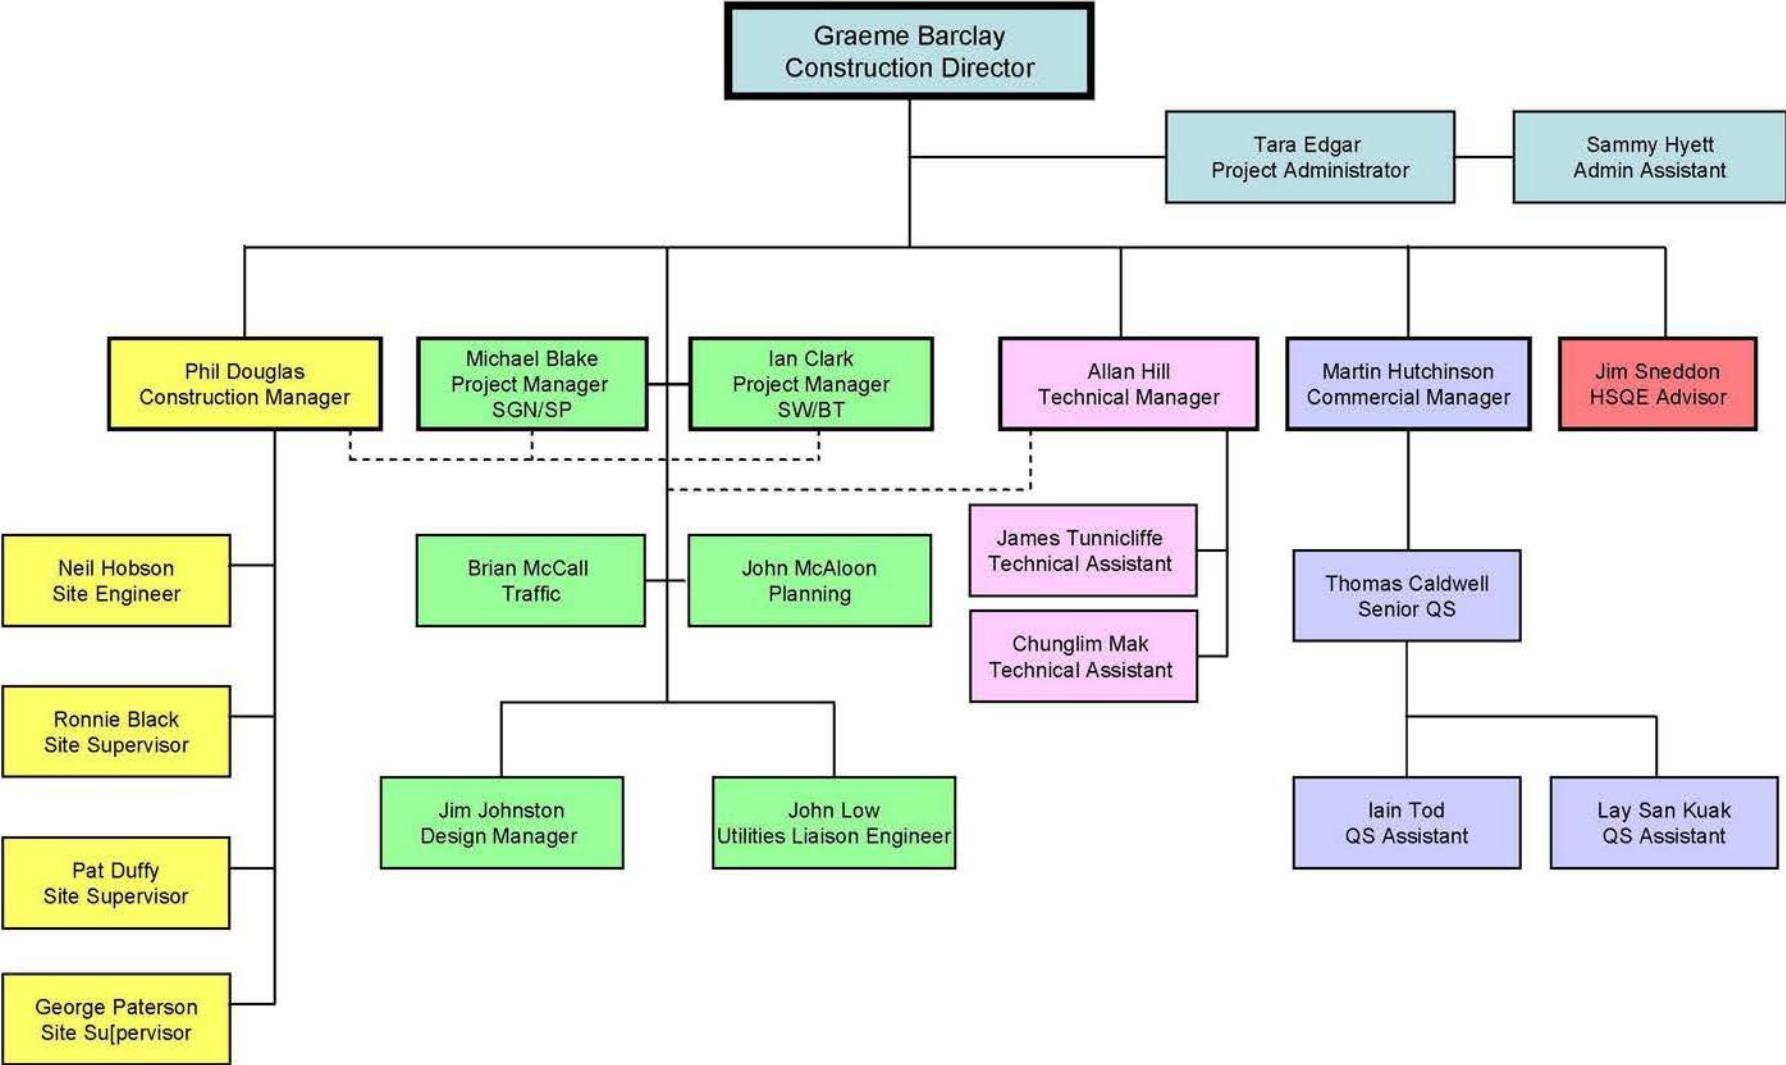 Graeme Barclay
Construction Director
Tara Edgar
Project Administrator
Sammy Hyett
Admin Assistant
Phil Douglas
Construction Manager
Michael Blake
Project Manager
SGN/SP
Ian Clark
Project Manager
SW/BT
Allan Hill
Technical Manager
Martin Hutchinson
Commercial Manager
Jim Sneddon
HSQE Advisor
Neil Hobson
Site Engineer
Brian McCall
Traffic
John McAloon
Planning
James Tunnicliffe
Technical Assistant
Chunglim Mak
Technical Assistant
Thomas Caldwell
Senior QS
Ronnie Black
Site Supervisor
Jim Johnston
Design Manager
John Low
Utilities Liaison Engineer
Iain Tod
QS Assistant
Lay San Kuak
QS Assistant
Pat Duffy
Site Supervisor
George Paterson
Site Su[pervisor